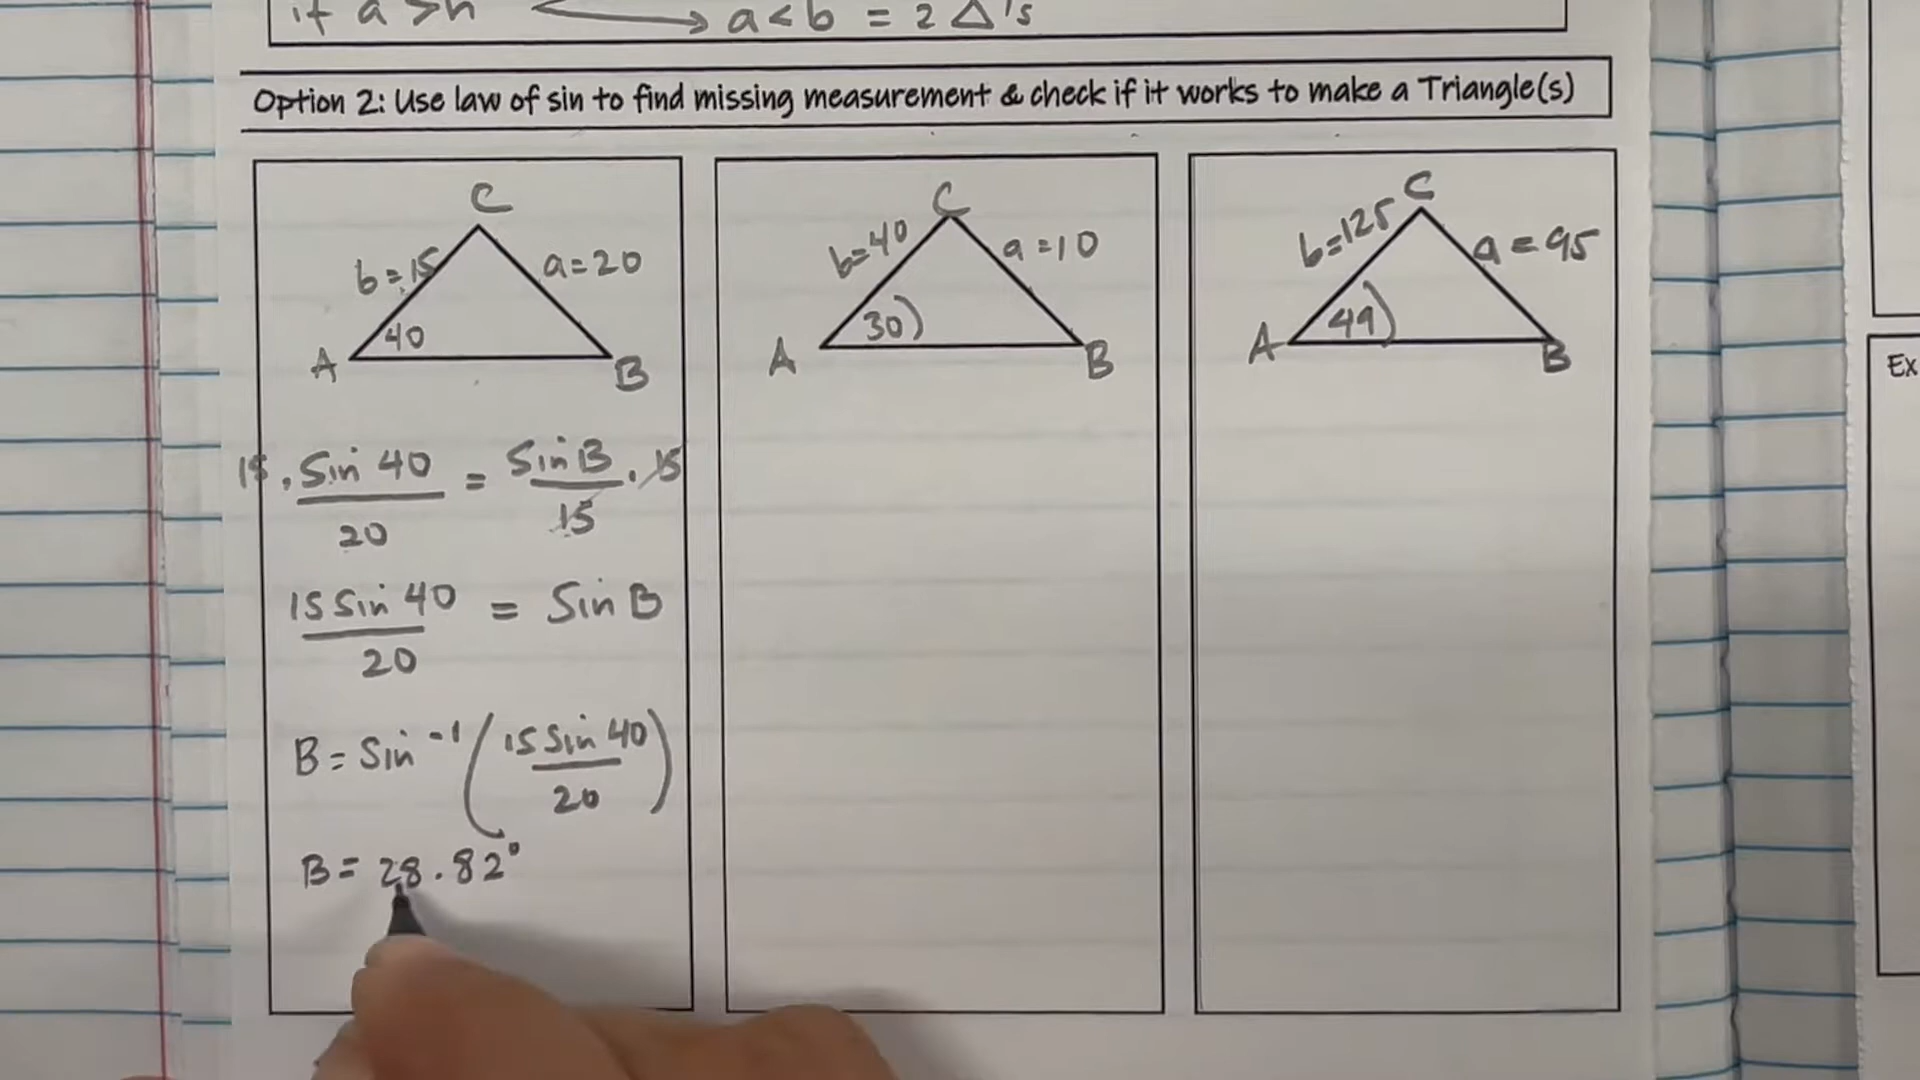 if a > h ⟷ a < b = 2 △'s
Option 2: Use law of sin to find missing measurement & check if it works to make a Triangle(s)
C
b=15
a=20
A
40
B
15 · Sin 40 / 20 = Sin B / 15 · 15
15 Sin 40 / 20 = Sin B
B = Sin⁻¹ ( 15 Sin 40 / 20 )
B = 28.82°
C
b=40
a=10
A
30
B
C
b=125
a=95
A
49
B
Ex